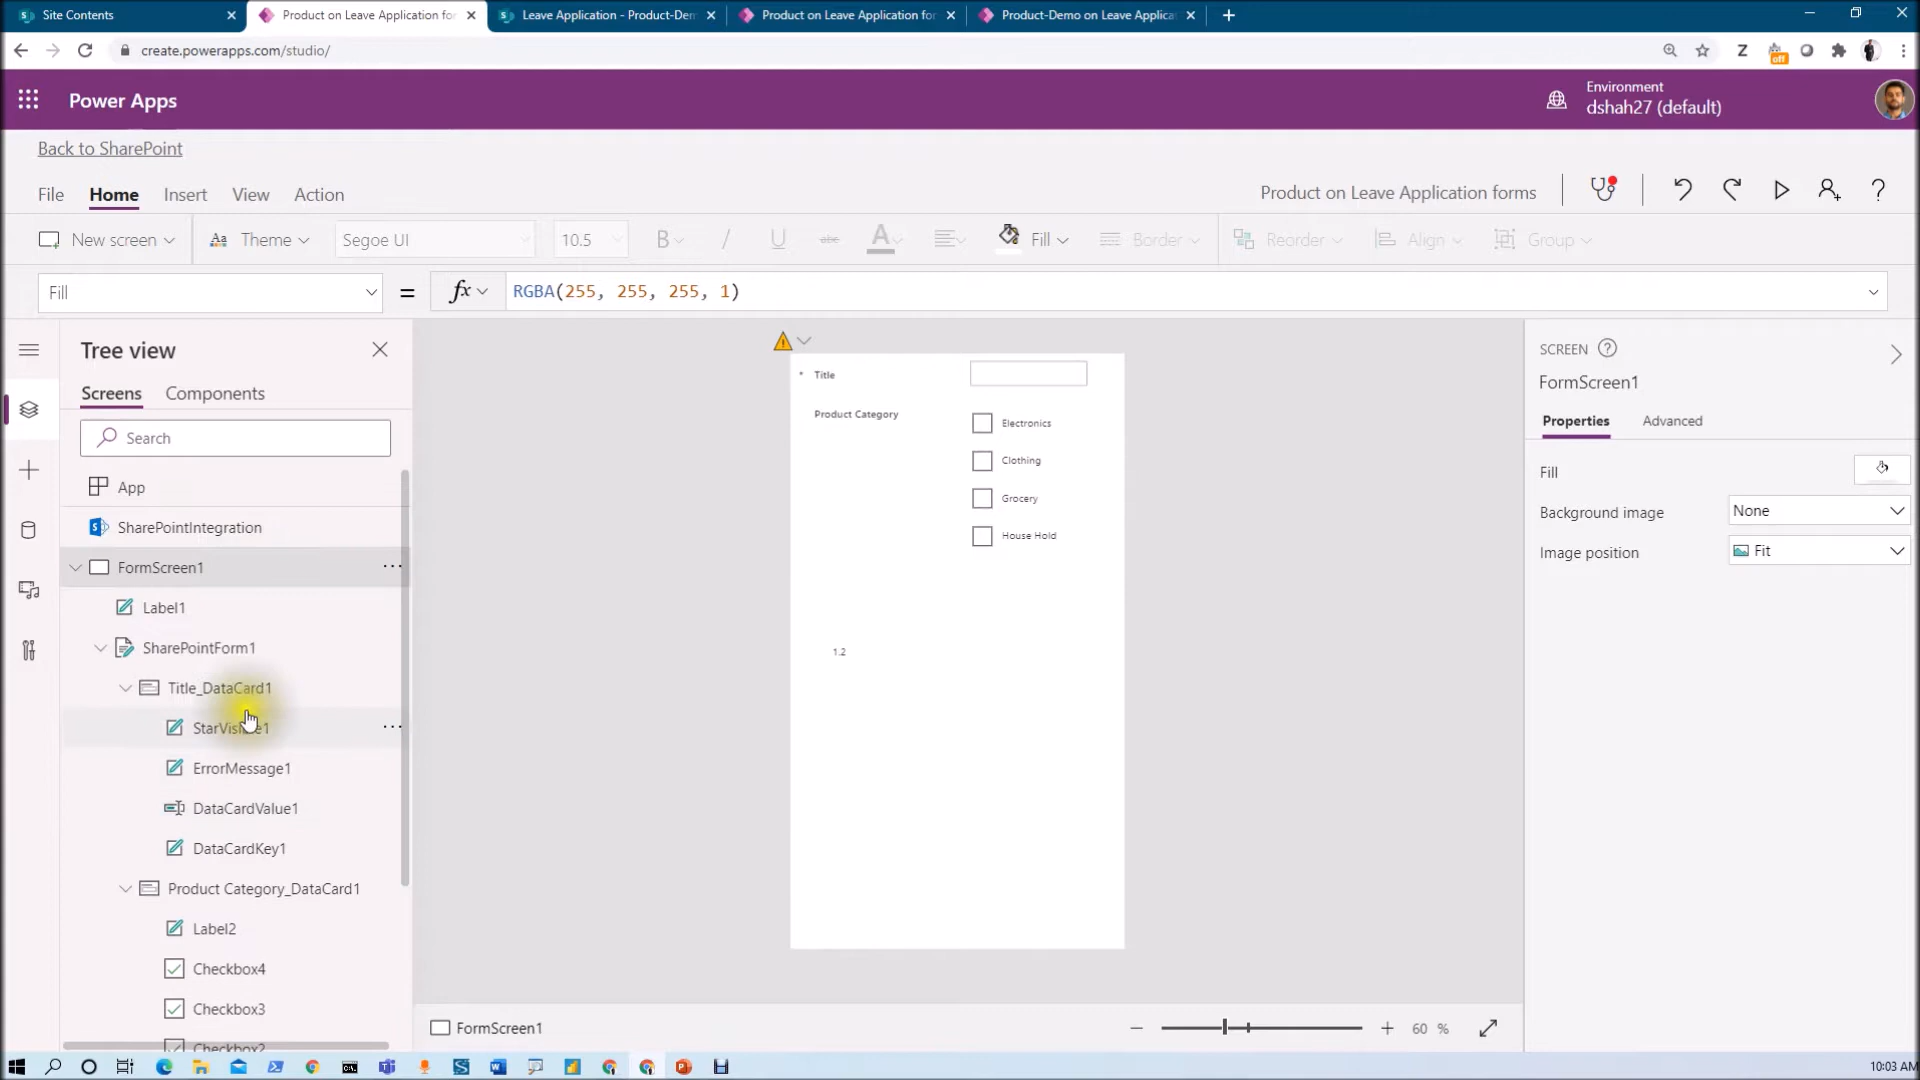 Site Contents
Product on Leave Application for
Leave Application - Product-Dem
Product on Leave Application for
Product-Demo on Leave Applica
create.powerapps.com/studio/
Z
off
Power Apps
Environment
dshah27 (default)
Back to SharePoint
File Home Insert View Action
Product on Leave Application forms
New screen
Theme
Segoe UI
10.5
B / U abc A
Fill
Border
Reorder
Align
Group
Fill
= fx RGBA(255, 255, 255, 1)
Tree view
Screens Components
Search
App
SharePointIntegration
FormScreen1
Label1
SharePointForm1
Title_DataCard1
ErrorMessage1
DataCardValue1
DataCardKey1
Product Category_DataCard1
Label2
Checkbox4
Checkbox3
Checkbox2
* Title
Product Category
Electronics
Clothing
Grocery
House Hold
1.2
FormScreen1
60 %
SCREEN
FormScreen1
Properties Advanced
Fill
Background image None
Image position Fit
10:03 AM